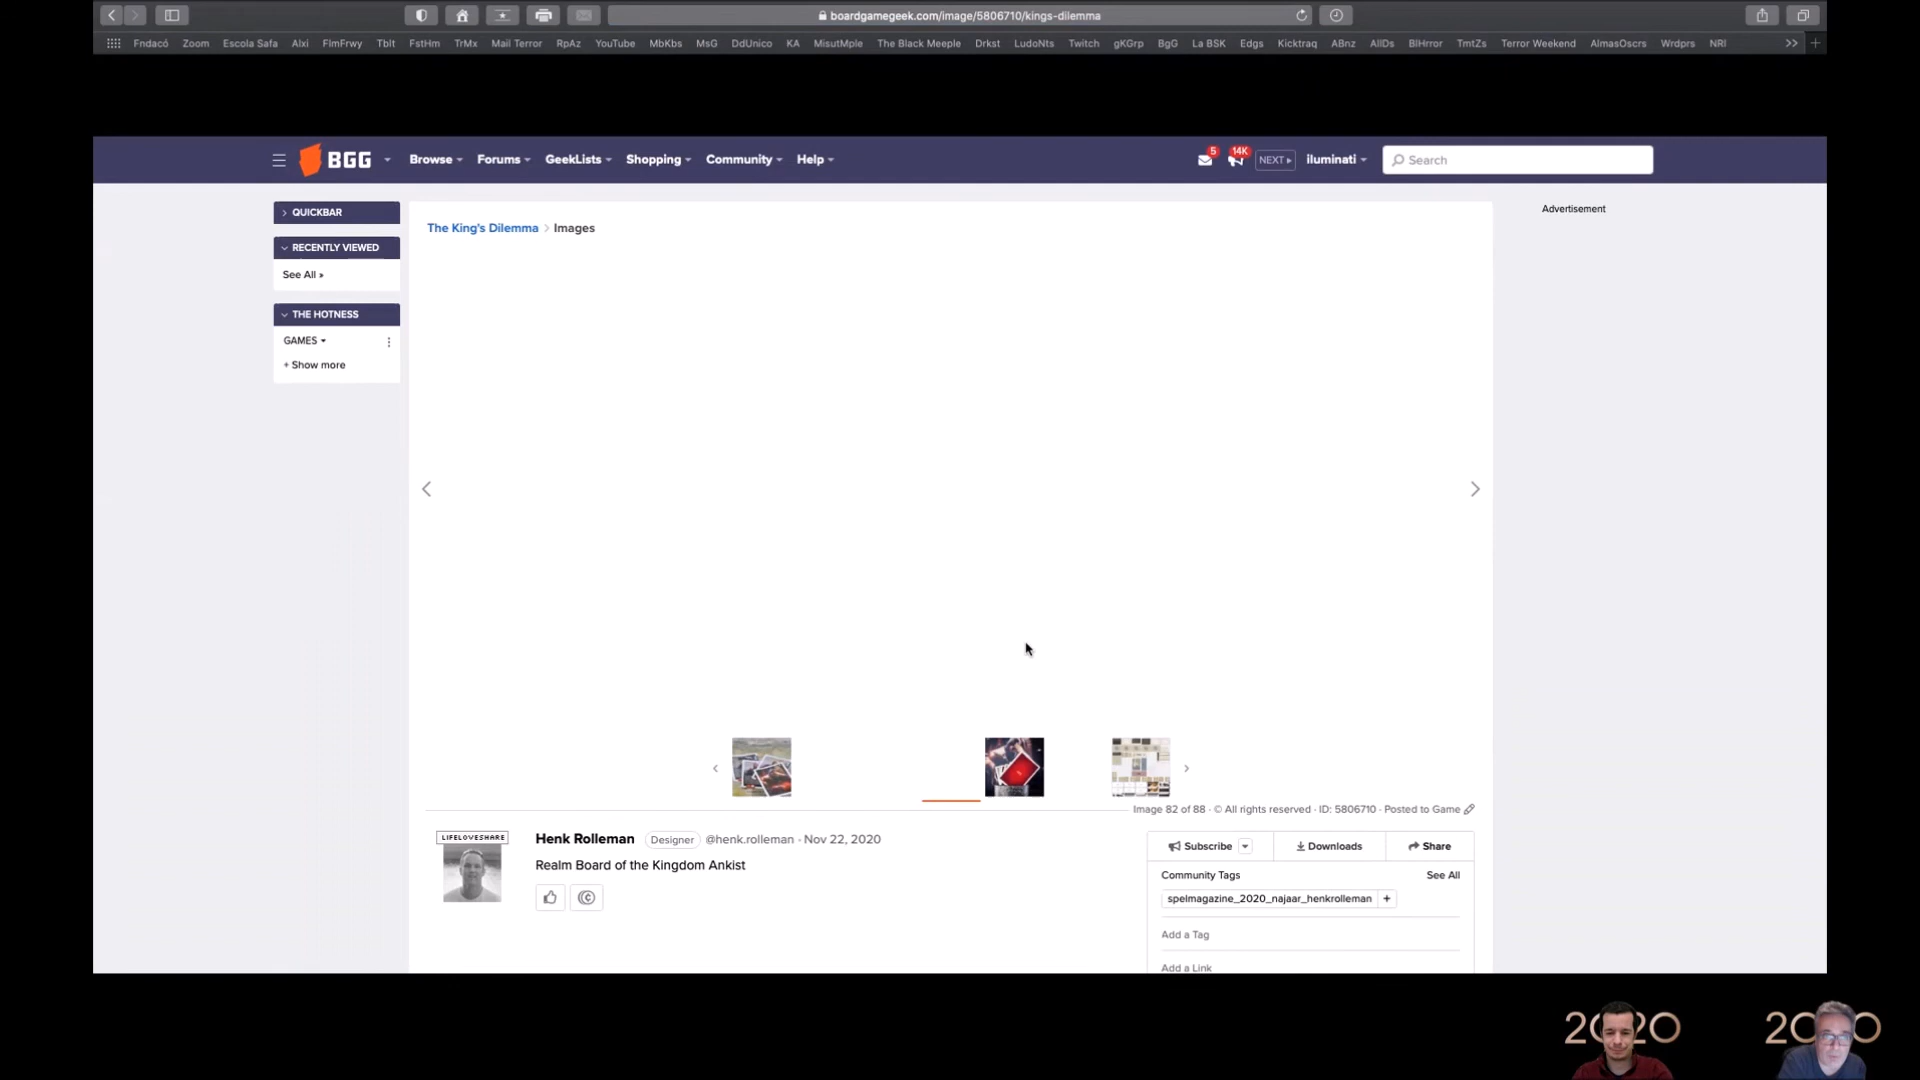 boardgamegeek.com/image/5806710/kings-dilemma
Fndacó Zoom Escola Safa Alxi FlmFrwy Tblt FstHm TrMx Mail Terror RpAz YouTube MbKbs MsG DdUnico KA MisutMple The Black Meeple Drkst LudoNts Twitch gKGrp BgG La BSK Edgs Kicktraq ABnz AllDs BlHrror TmtZs Terror Weekend AlmasOscrs Wrdprs NRI
BGG Browse Forums GeekLists Shopping Community Help 5 14K NEXT iluminati Search
QUICKBAR
RECENTLY VIEWED
See All »
THE HOTNESS
GAMES
+ Show more
The King's Dilemma > Images
Advertisement
Image 82 of 88 · © All rights reserved · ID: 5806710 · Posted to Game
LIFELOVESHARE
Henk Rolleman Designer @henk.rolleman · Nov 22, 2020
Realm Board of the Kingdom Ankist
Subscribe Downloads Share
Community Tags See All
spelmagazine_2020_najaar_henkrolleman +
Add a Tag
Add a Link
2020 2020